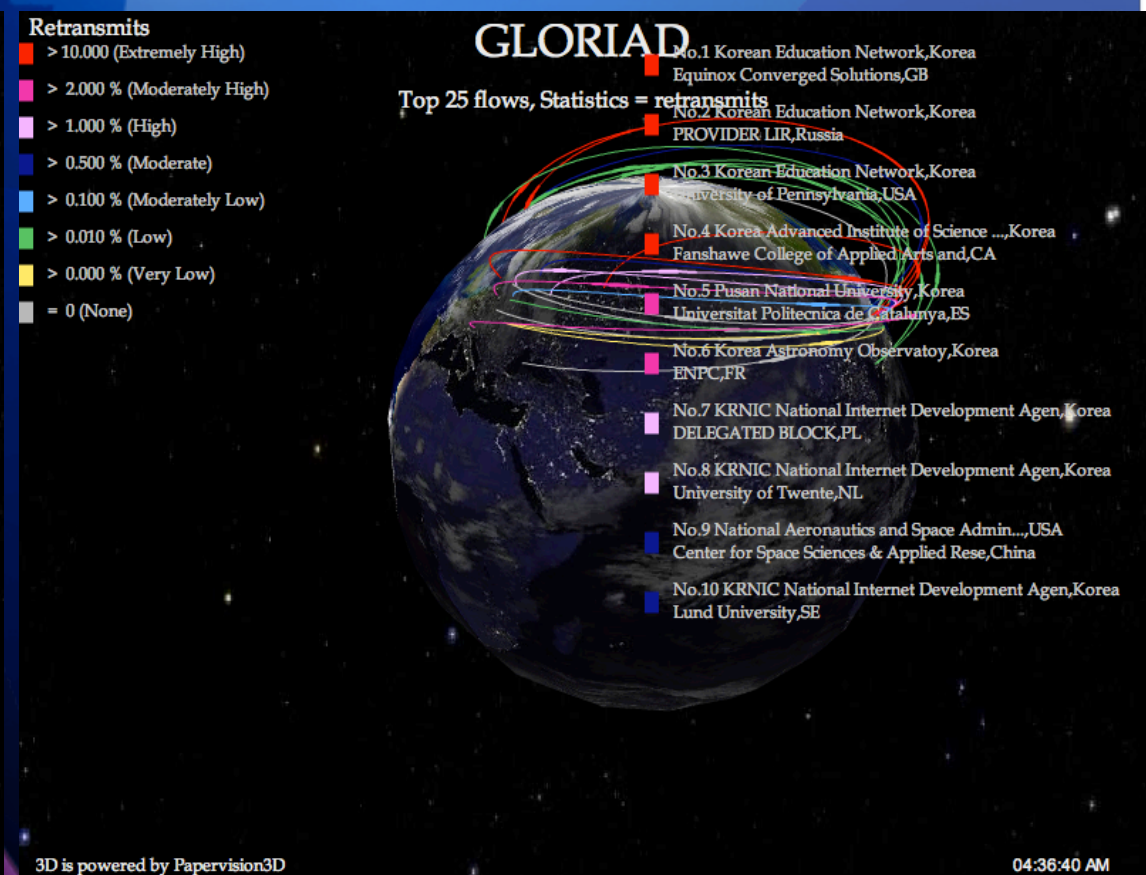 Retransmits
> 10.000 (Extremely High)
> 2.000 % (Moderately High)
> 1.000 % (High)
> 0.500 % (Moderate)
> 0.100 % (Moderately Low)
> 0.010 % (Low)
> 0.000 % (Very Low)
= 0 (None)
GLORIAD
Top 25 flows, Statistics = retransmits
No.1 Korean Education Network,Korea
Equinox Converged Solutions,GB
No.2 Korean Education Network,Korea
PROVIDER LIR,Russia
No.3 Korean Education Network,Korea
University of Pennsylvania,USA
No.4 Korea Advanced Institute of Science ...,Korea
Fanshawe College of Applied Arts and,CA
No.5 Pusan National University,Korea
Universitat Politecnica de Catalunya,ES
No.6 Korea Astronomy Observatoy,Korea
ENPC,FR
No.7 KRNIC National Internet Development Agen,Korea
DELEGATED BLOCK,PL
No.8 KRNIC National Internet Development Agen,Korea
University of Twente,NL
No.9 National Aeronautics and Space Admin...,USA
Center for Space Sciences & Applied Rese,China
No.10 KRNIC National Internet Development Agen,Korea
Lund University,SE
3D is powered by Papervision3D
04:36:40 AM